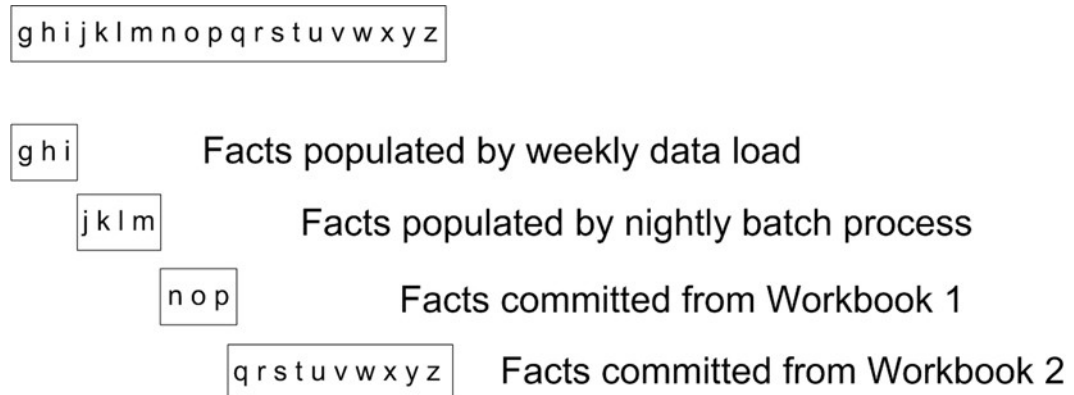 g h i j k l m n o p q r s t u v w x y z
g h i Facts populated by weekly data load
j k l m Facts populated by nightly batch process
n o p Facts committed from Workbook 1
q r s t u v w x y z Facts committed from Workbook 2